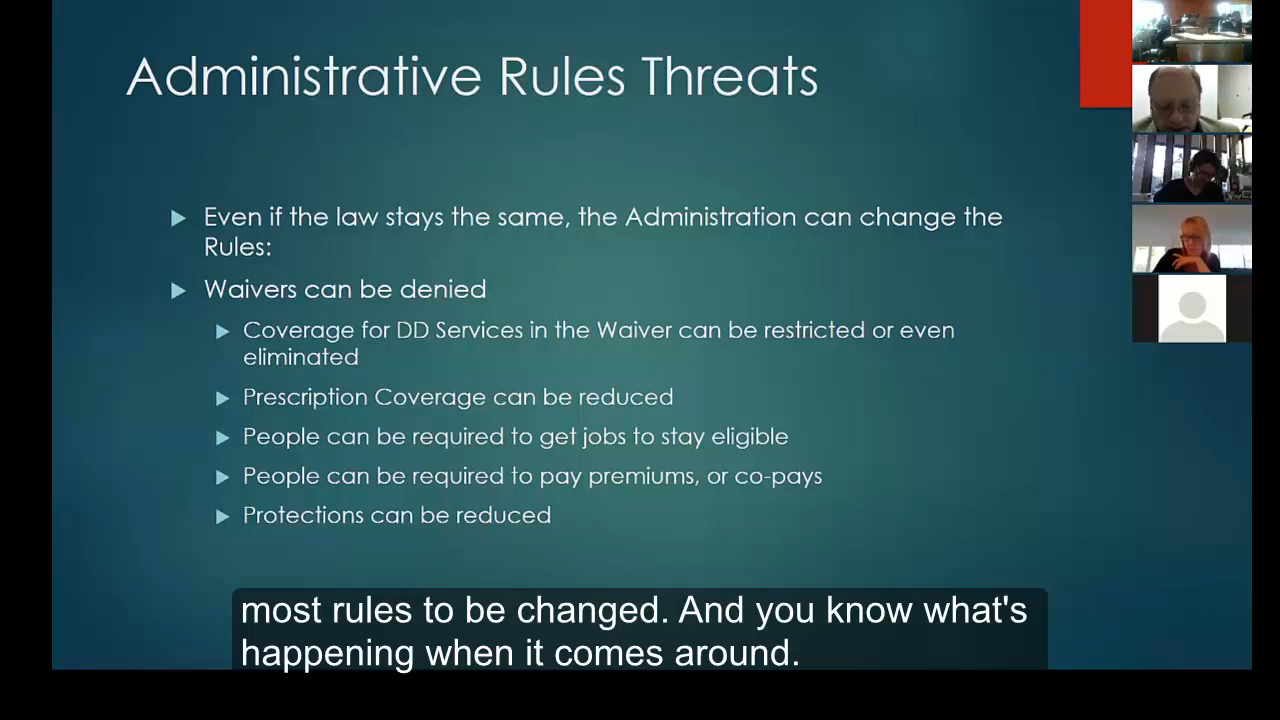 Administrative Rules Threats
Even if the law stays the same, the Administration can change the
Rules:
Waivers can be denied
Coverage for DD Services in the Waiver can be restricted or even
eliminated
Prescription Coverage can be reduced
People can be required to get jobs to stay eligible
People can be required to pay premiums, or co-pays
Protections can be reduced
most rules to be changed. And you know what's
happening when it comes around.